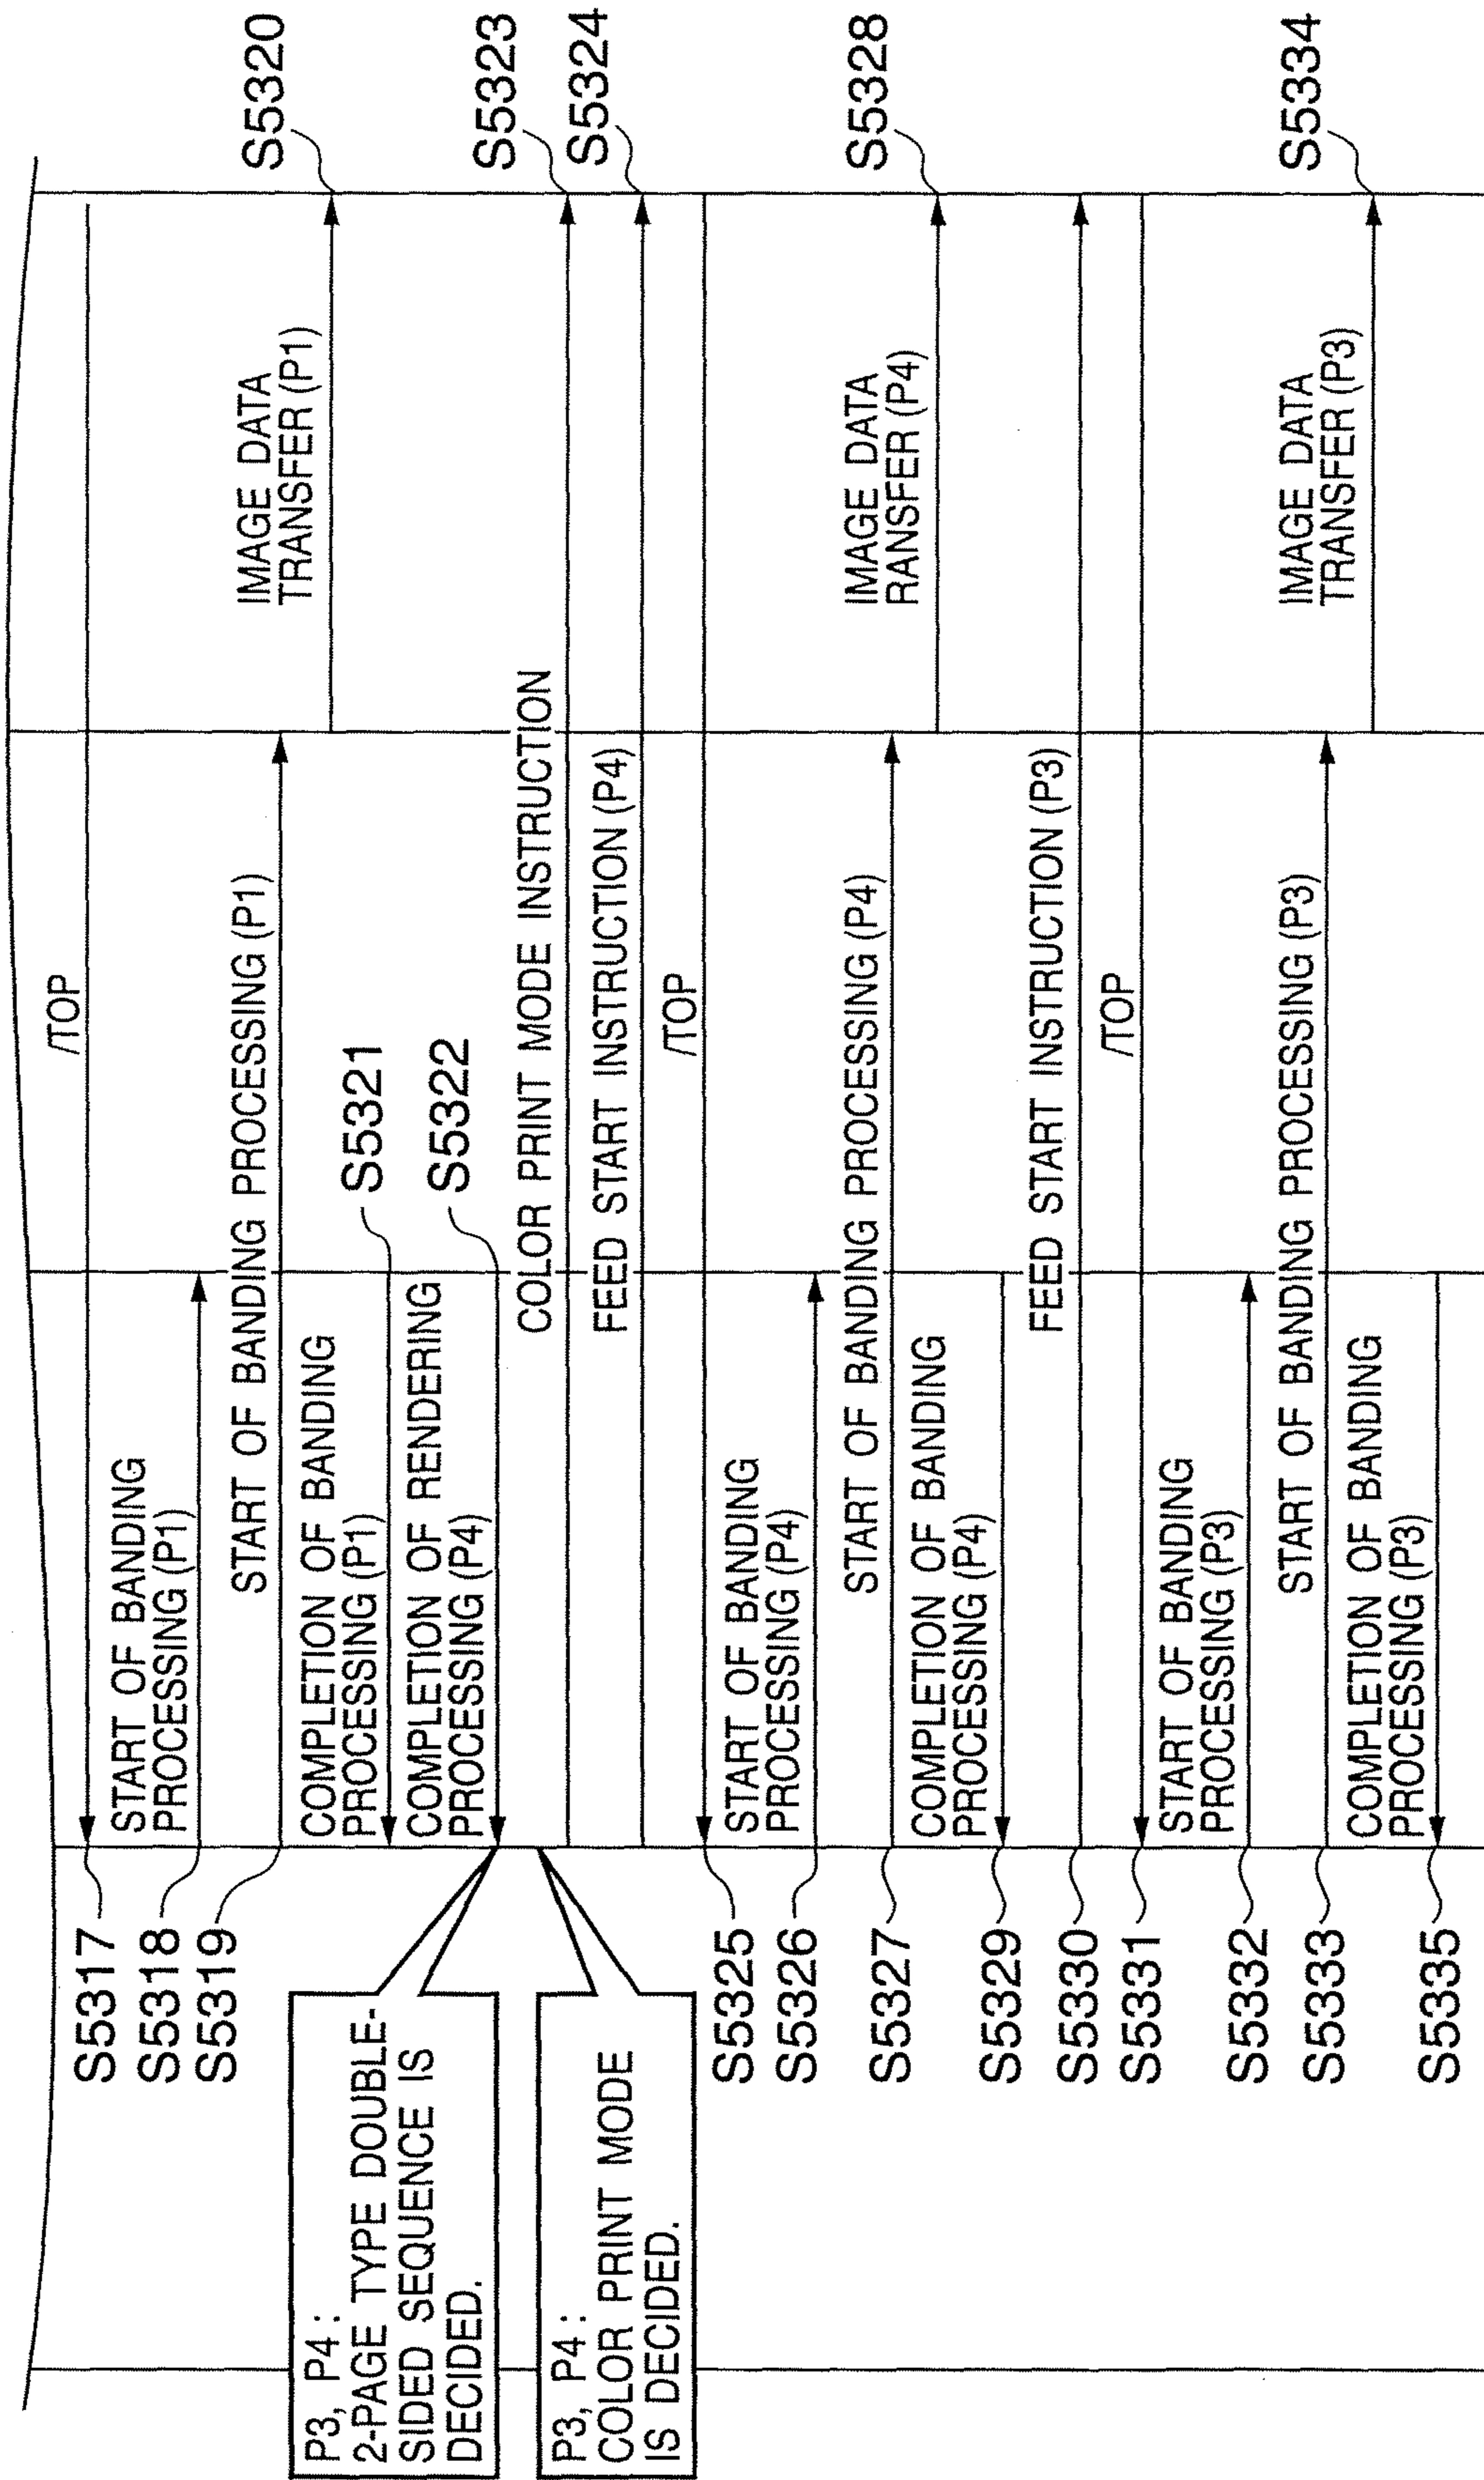 /TOP
S5317
START OF BANDING
PROCESSING (P1)
S5318
START OF BANDING PROCESSING (P1)
S5319
IMAGE DATA
TRANSFER (P1)
S5320
COMPLETION OF BANDING
PROCESSING (P1)
S5321
COMPLETION OF RENDERING
PROCESSING (P4)
S5322
P3, P4 :
2-PAGE TYPE DOUBLE-
SIDED SEQUENCE IS
DECIDED.
P3, P4 :
COLOR PRINT MODE
IS DECIDED.
COLOR PRINT MODE INSTRUCTION
S5323
FEED START INSTRUCTION (P4)
S5324
/TOP
S5325
START OF BANDING
PROCESSING (P4)
S5326
START OF BANDING PROCESSING (P4)
S5327
IMAGE DATA
RANSFER (P4)
S5328
COMPLETION OF BANDING
PROCESSING (P4)
S5329
FEED START INSTRUCTION (P3)
S5330
/TOP
S5331
START OF BANDING
PROCESSING (P3)
S5332
START OF BANDING PROCESSING (P3)
S5333
IMAGE DATA
TRANSFER (P3)
S5334
COMPLETION OF BANDING
PROCESSING (P3)
S5335